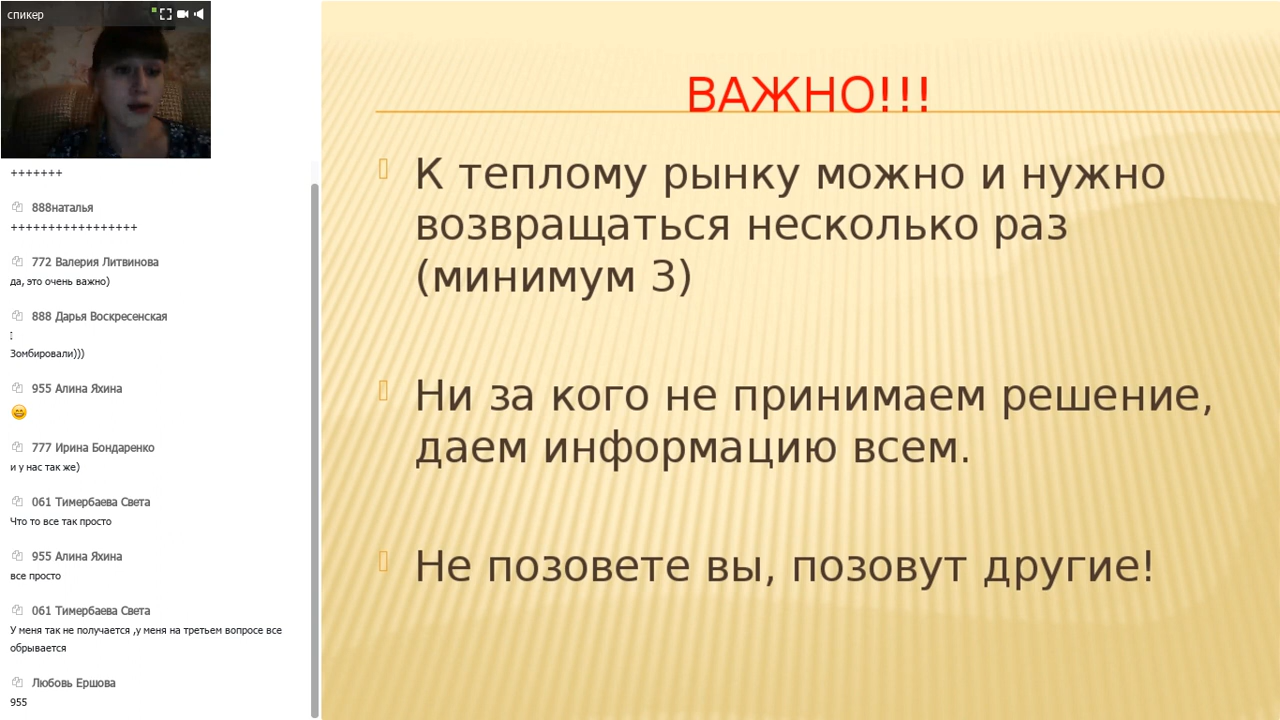 спикер
+++++++
888наталья
+++++++++++++++++
772 Валерия Литвинова
да, это очень важно)
888 Дарья Воскресенская
Зомбировали)))
955 Алина Яхина
777 Ирина Бондаренко
и у нас так же)
061 Тимербаева Света
Что то все так просто
955 Алина Яхина
все просто
061 Тимербаева Света
У меня так не получается ,у меня на третьем вопросе все
обрывается
Любовь Ершова
955
ВАЖНО!!!
К теплому рынку можно и нужно
возвращаться несколько раз
(минимум 3)
Ни за кого не принимаем решение,
даем информацию всем.
Не позовете вы, позовут другие!